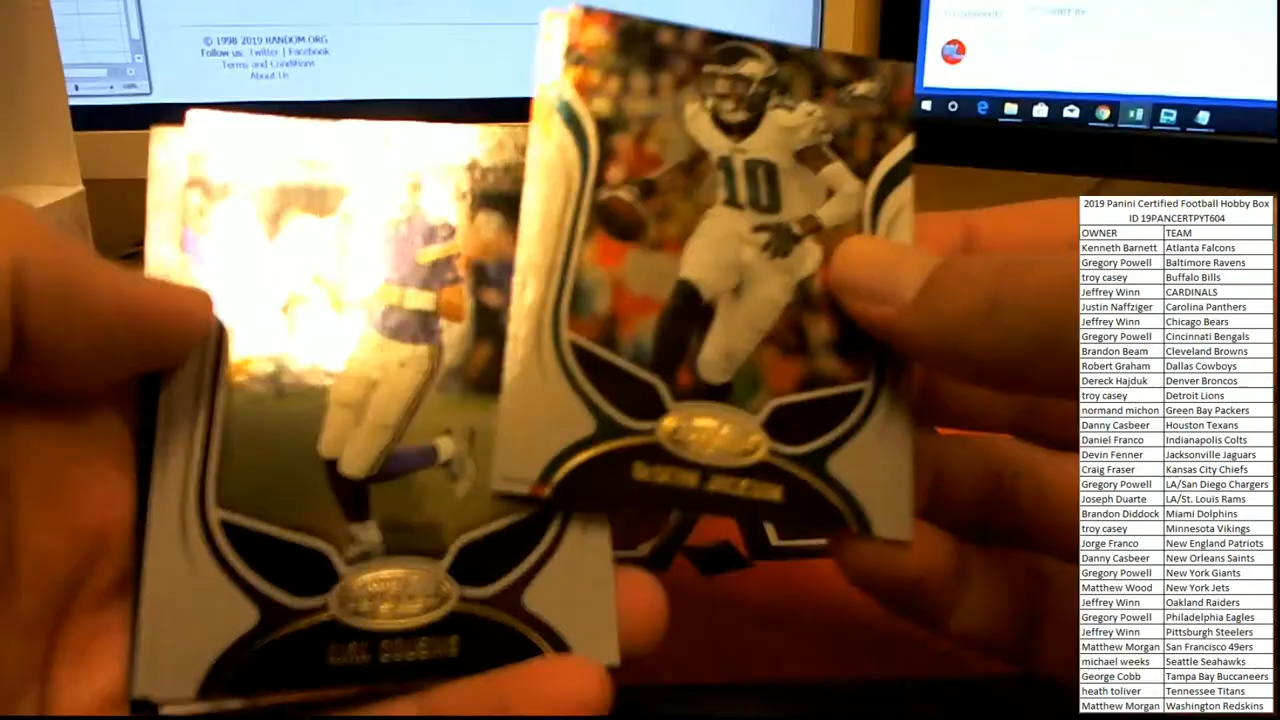 © 1998 2019 RANDOM.ORG
Follow us: Twitter | Facebook
Terms and Conditions
About Us
10
DESEAN JACKSON
2019 Panini Certified Football Hobby Box
ID 19PANCERTPYT604
OWNER TEAM
Kenneth Barnett Atlanta Falcons
Gregory Powell Baltimore Ravens
troy casey Buffalo Bills
Jeffrey Winn CARDINALS
Justin Naffziger Carolina Panthers
Jeffrey Winn Chicago Bears
Gregory Powell Cincinnati Bengals
Brandon Beam Cleveland Browns
Robert Graham Dallas Cowboys
Dereck Hajduk Denver Broncos
troy casey Detroit Lions
normand michon Green Bay Packers
Danny Casbeer Houston Texans
Daniel Franco Indianapolis Colts
Devin Fenner Jacksonville Jaguars
Craig Fraser Kansas City Chiefs
Gregory Powell LA/San Diego Chargers
Joseph Duarte LA/St. Louis Rams
Brandon Diddock Miami Dolphins
troy casey Minnesota Vikings
Jorge Franco New England Patriots
Danny Casbeer New Orleans Saints
Gregory Powell New York Giants
Matthew Wood New York Jets
Jeffrey Winn Oakland Raiders
Gregory Powell Philadelphia Eagles
Jeffrey Winn Pittsburgh Steelers
Matthew Morgan San Francisco 49ers
michael weeks Seattle Seahawks
George Cobb Tampa Bay Buccaneers
heath toliver Tennessee Titans
Matthew Morgan Washington Redskins